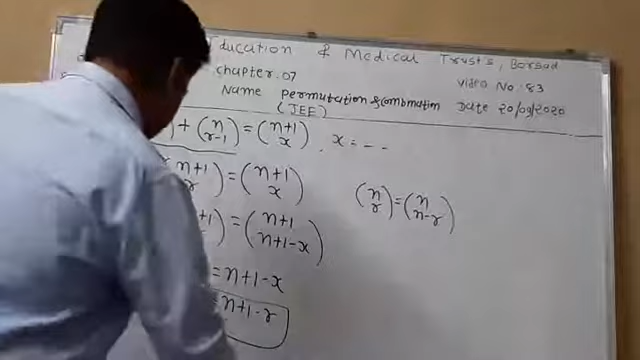 Education & Medical Trusts, Borsad
chapter.07 Video No: 83
Name Permutation & Combination Date 20/09/2020
(JEE)
) + (n r-1) = (n+1 x) , x = - -
n+1 r) = (n+1 x)
(n r) = (n n-r)
+1 ) = (n+1 n+1-x)
= n+1-x
= n+1-r